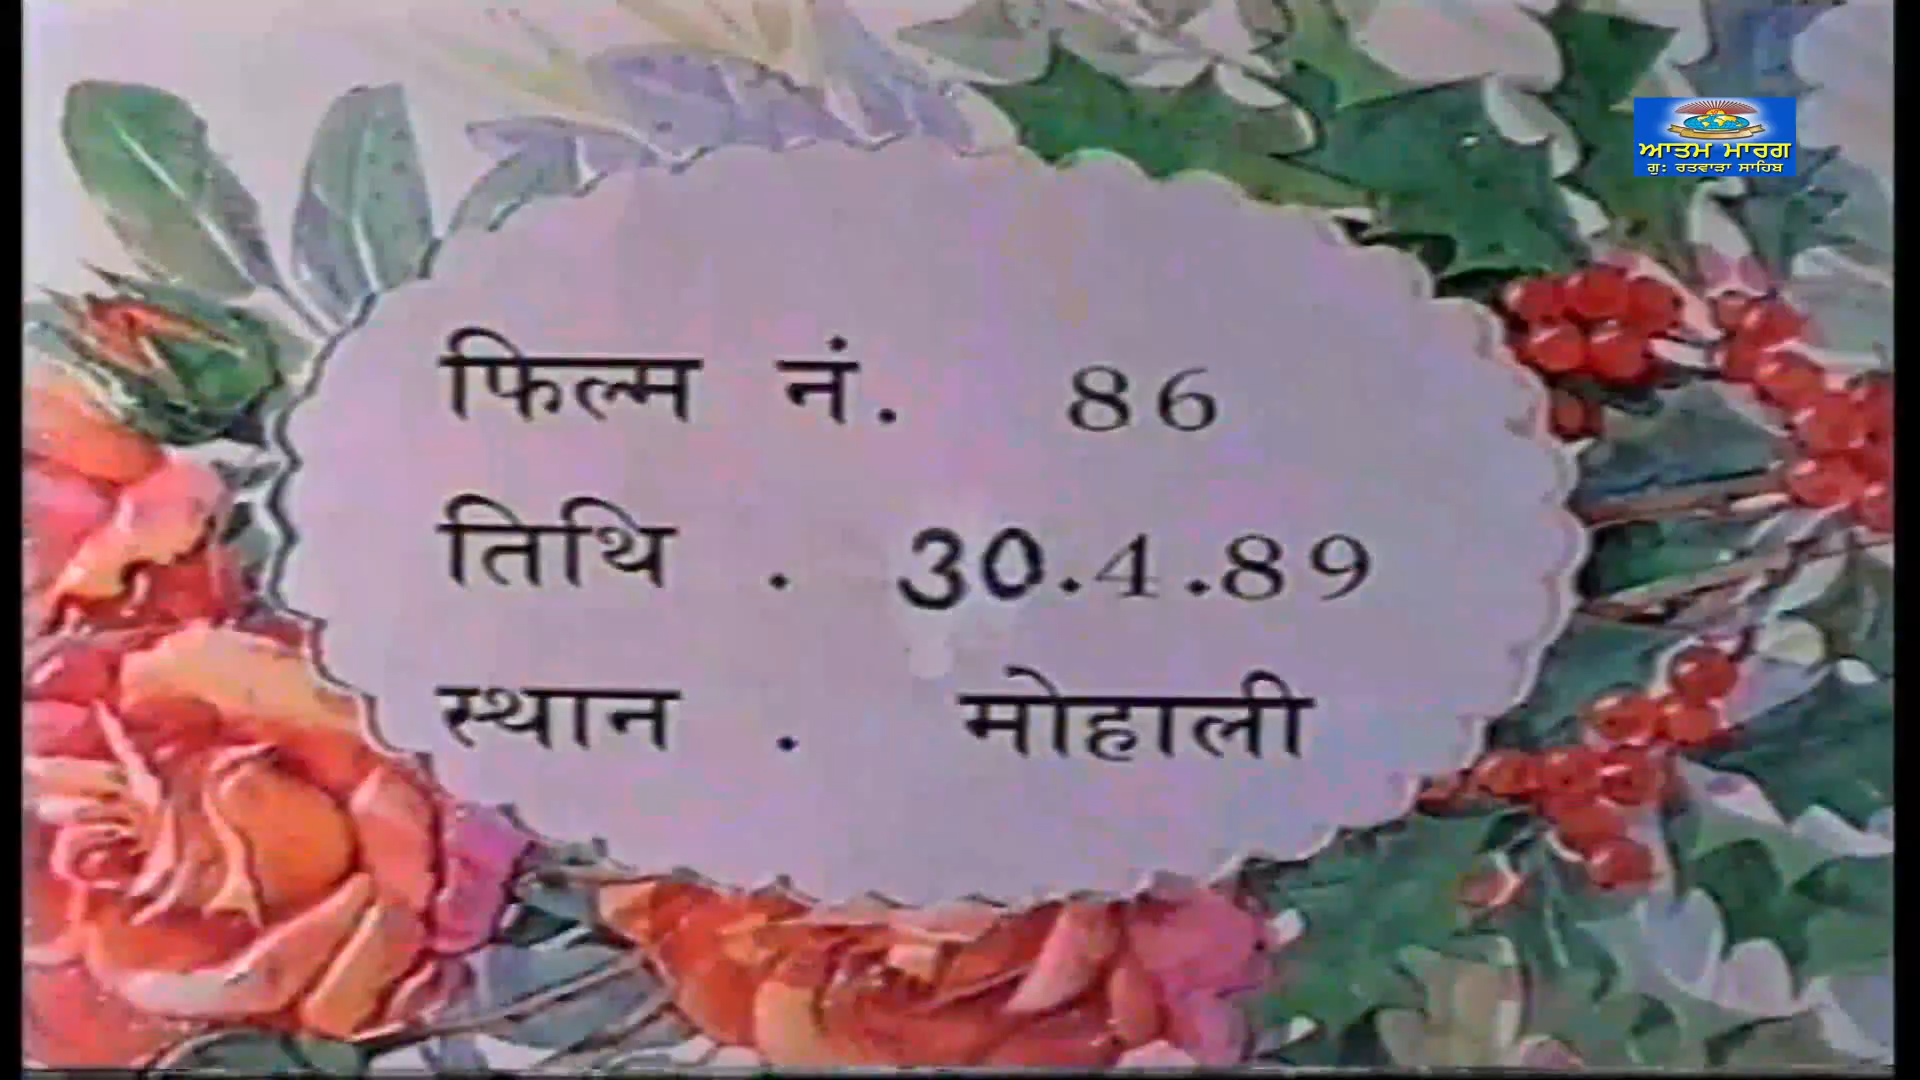 ਆਤਮ ਮਾਰਗ
ਗੁ: ਰਤਵਾੜਾ ਸਾਹਿਬ
फिल्म नं. 86
तिथि . 30.4.89
स्थान . मोहाली